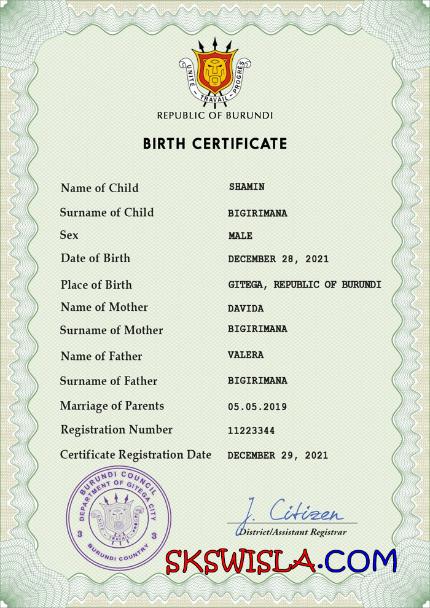 UNITE TRAVAIL PROGRES
REPUBLIC OF BURUNDI
BIRTH CERTIFICATE
Name of Child SHAMIN
Surname of Child BIGIRIMANA
Sex MALE
Date of Birth DECEMBER 28, 2021
Place of Birth GITEGA, REPUBLIC OF BURUNDI
Name of Mother DAVIDA
Surname of Mother BIGIRIMANA
Name of Father VALERA
Surname of Father BIGIRIMANA
Marriage of Parents 05.05.2019
Registration Number 11223344
Certificate Registration Date DECEMBER 29, 2021
BURUNDI COUNCIL
DEPARTMENT OF GITEGA CITY
3 3
BURUNDI COUNTRY
J. Citizen
District/Assistant Registrar
SKSWISLA.COM